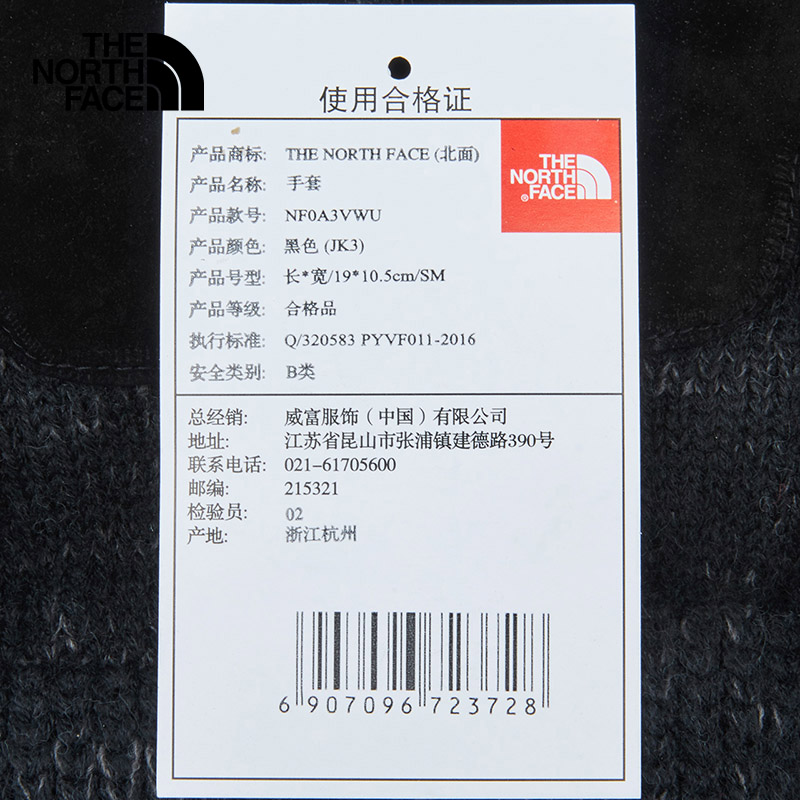 THE
NORTH
FACE
使用合格证
产品商标: THE NORTH FACE (北面)
产品名称: 手套
产品款号: NF0A3VWU
产品颜色: 黑色 (JK3)
产品号型: 长*宽/19*10.5cm/SM
产品等级: 合格品
执行标准: Q/320583 PYVF011-2016
安全类别: B类
THE
NORTH
®FACE
总经销: 威富服饰（中国）有限公司
地址: 江苏省昆山市张浦镇建德路390号
联系电话: 021-61705600
邮编: 215321
检验员: 02
产地: 浙江杭州
6 907096 723728